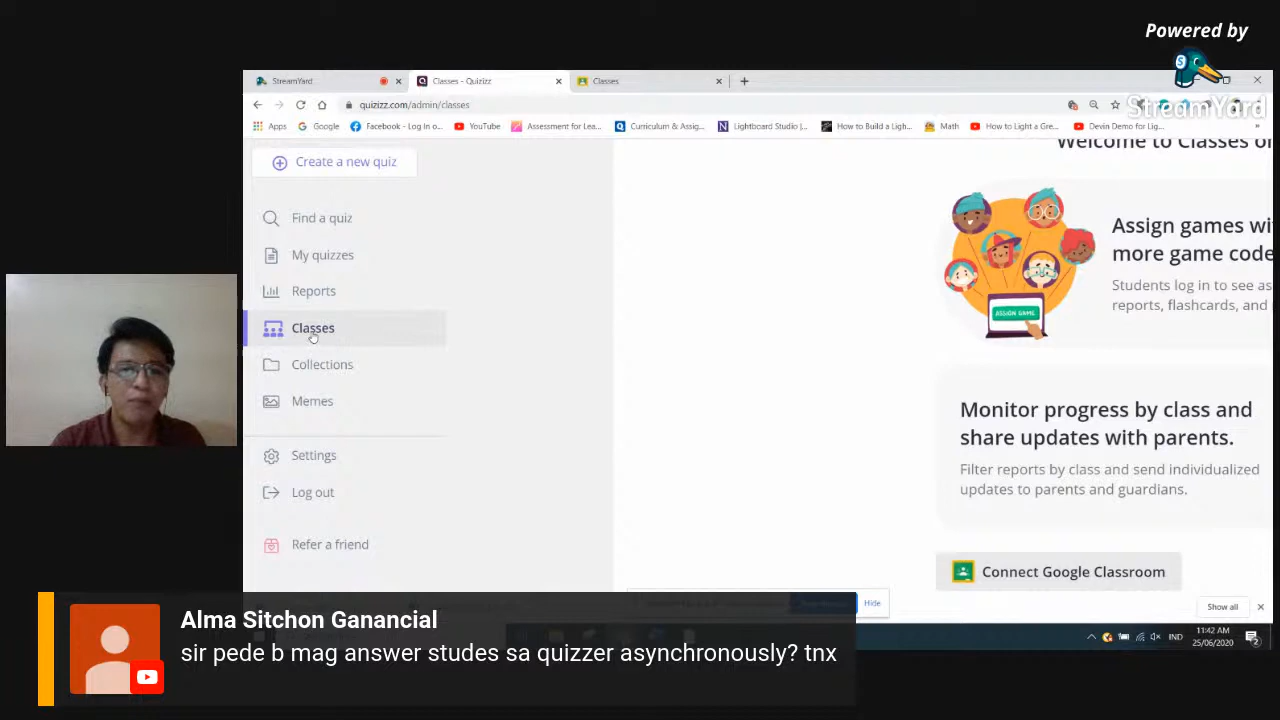 Powered by
StreamYard
StreamYard
Classes - Quizizz
Classes
quizizz.com/admin/classes
Apps
Google
Facebook - Log In o...
YouTube
Assessment for Lea...
Curriculum & Assig...
Lightboard Studio |...
How to Build a Ligh...
Math
How to Light a Gre...
Devin Demo for Lig...
Create a new quiz
Find a quiz
My quizzes
Reports
Classes
Collections
Memes
Settings
Log out
Refer a friend
Welcome to Classes o
Assign games wi
more game code
Students log in to see as
reports, flashcards, and
ASSIGN GAME
Monitor progress by class and
share updates with parents.
Filter reports by class and send individualized
updates to parents and guardians.
Connect Google Classroom
Hide
Show all
11:42 AM
IND
25/06/2020
Alma Sitchon Ganancial
sir pede b mag answer studes sa quizzer asynchronously? tnx